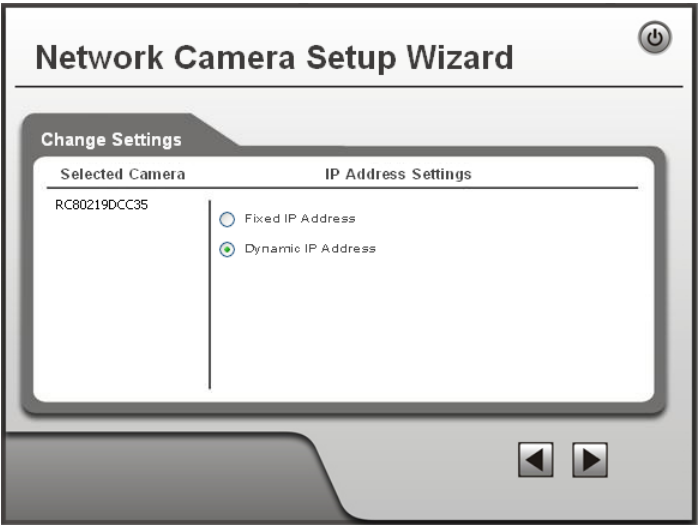 Network Camera Setup Wizard
Change Settings
Selected Camera
IP Address Settings
RC80219DCC35
Fixed IP Address
Dynamic IP Address